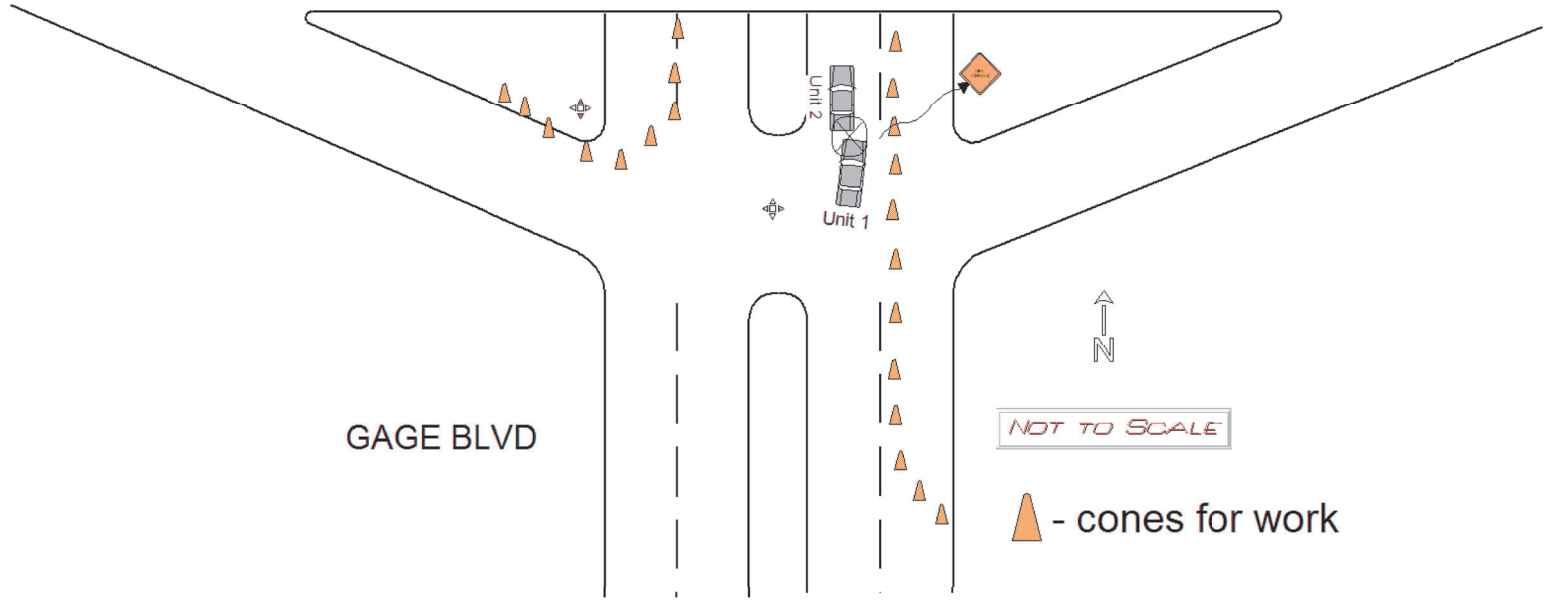 Unit 2
Unit 1
N
GAGE BLVD
NOT TO SCALE
- cones for work